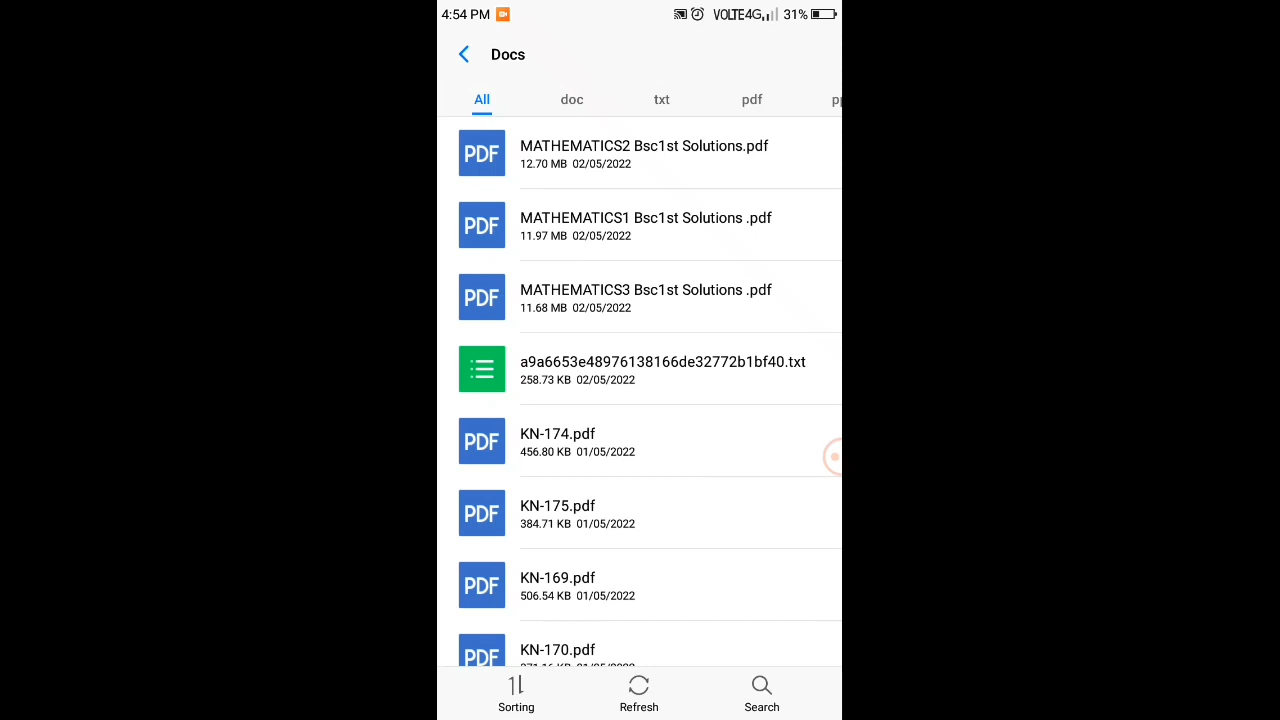 4:54 PM VOLTE4G 31%
Docs
All doc txt pdf
PDF MATHEMATICS2 Bsc1st Solutions.pdf
12.70 MB 02/05/2022
PDF MATHEMATICS1 Bsc1st Solutions .pdf
11.97 MB 02/05/2022
PDF MATHEMATICS3 Bsc1st Solutions .pdf
11.68 MB 02/05/2022
a9a6653e48976138166de32772b1bf40.txt
258.73 KB 02/05/2022
PDF KN-174.pdf
456.80 KB 01/05/2022
PDF KN-175.pdf
384.71 KB 01/05/2022
PDF KN-169.pdf
506.54 KB 01/05/2022
PDF KN-170.pdf
Sorting Refresh Search